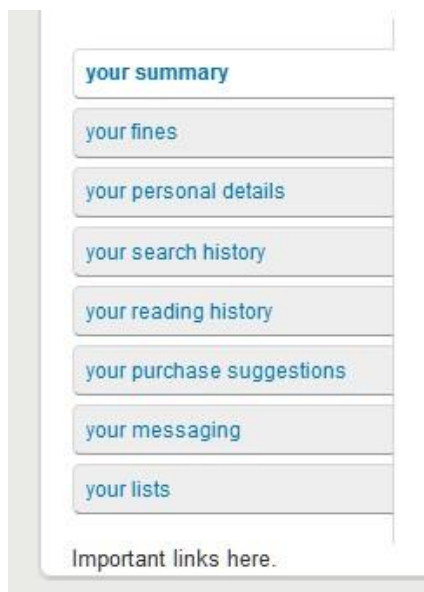 your summary
your fines
your personal details
your search history
your reading history
your purchase suggestions
your messaging
your lists
Important links here.